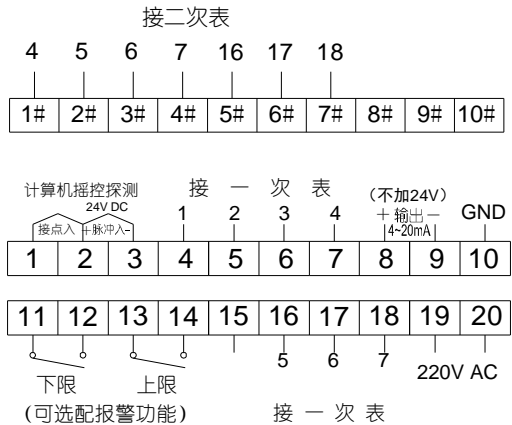 接二次表
4 5 6 7 16 17 18
1# 2# 3# 4# 5# 6# 7# 8# 9# 10#
计算机摇控探测 接 一 次 表 (不加24V)
24V DC 1 2 3 4 + 输出 - GND
接点入 +脉冲入- 4~20mA
1 2 3 4 5 6 7 8 9 10
11 12 13 14 15 16 17 18 19 20
5 6 7
下限 上限 220V AC
(可选配报警功能) 接 一 次 表